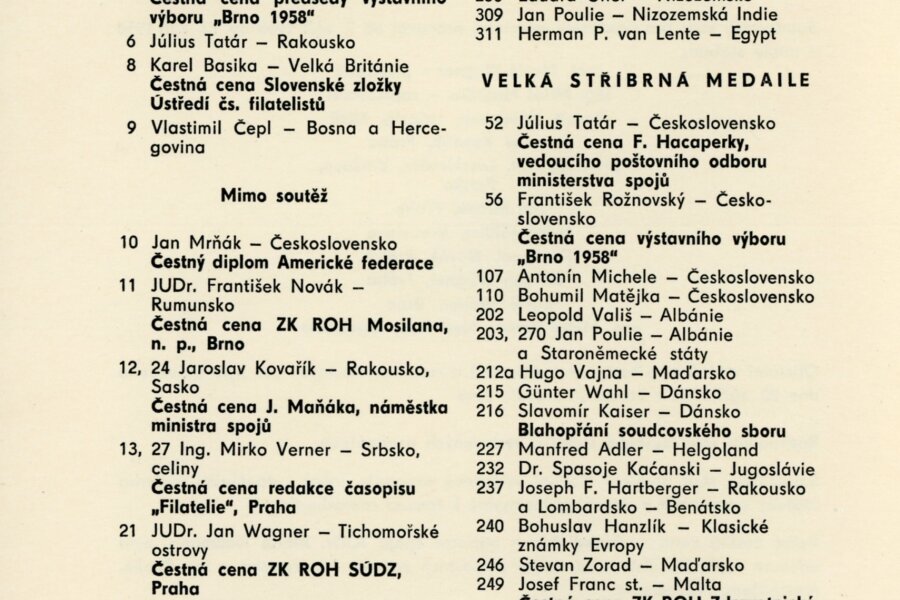 Čestná cena předsedy výstavního
výboru „Brno 1958"
6 Július Tatár – Rakousko
8 Karel Basika – Velká Británie
Čestná cena Slovenské složky
Ústředí čs. filatelistů
9 Vlastimil Čepl – Bosna a Herce-
govina
Mimo soutěž
10 Jan Mrňák – Československo
Čestný diplom Americké federace
11 JUDr. František Novák –
Rumunsko
Čestná cena ZK ROH Mosilana,
n. p., Brno
12, 24 Jaroslav Kovařík – Rakousko,
Sasko
Čestná cena J. Maňáka, náměstka
ministra spojů
13, 27 Ing. Mirko Verner – Srbsko,
celiny
Čestná cena redakce časopisu
„Filatelie", Praha
21 JUDr. Jan Wagner – Tichomořské
ostrovy
Čestná cena ZK ROH SÚDZ,
Praha
309 Jan Poulie – Nizozemská Indie
311 Herman P. van Lente – Egypt
VELKÁ STŘÍBRNÁ MEDAILE
52 Július Tatár – Československo
Čestná cena F. Hacaperky,
vedoucího poštovního odboru
ministerstva spojů
56 František Rožnovský – Česko-
slovensko
Čestná cena výstavního výboru
„Brno 1958"
107 Antonín Michele – Československo
110 Bohumil Matějka – Československo
202 Leopold Vališ – Albánie
203, 270 Jan Poulie – Albánie
a Staroněmecké státy
212a Hugo Vajna – Maďarsko
215 Günter Wahl – Dánsko
216 Slavomír Kaiser – Dánsko
Blahopřání soudcovského sboru
227 Manfred Adler – Helgoland
232 Dr. Spasoje Kaćanski – Jugoslávie
237 Joseph F. Hartberger – Rakousko
a Lombardsko – Benátsko
240 Bohuslav Hanzlík – Klasické
známky Evropy
246 Stevan Zorad – Maďarsko
249 Josef Franc st. – Malta